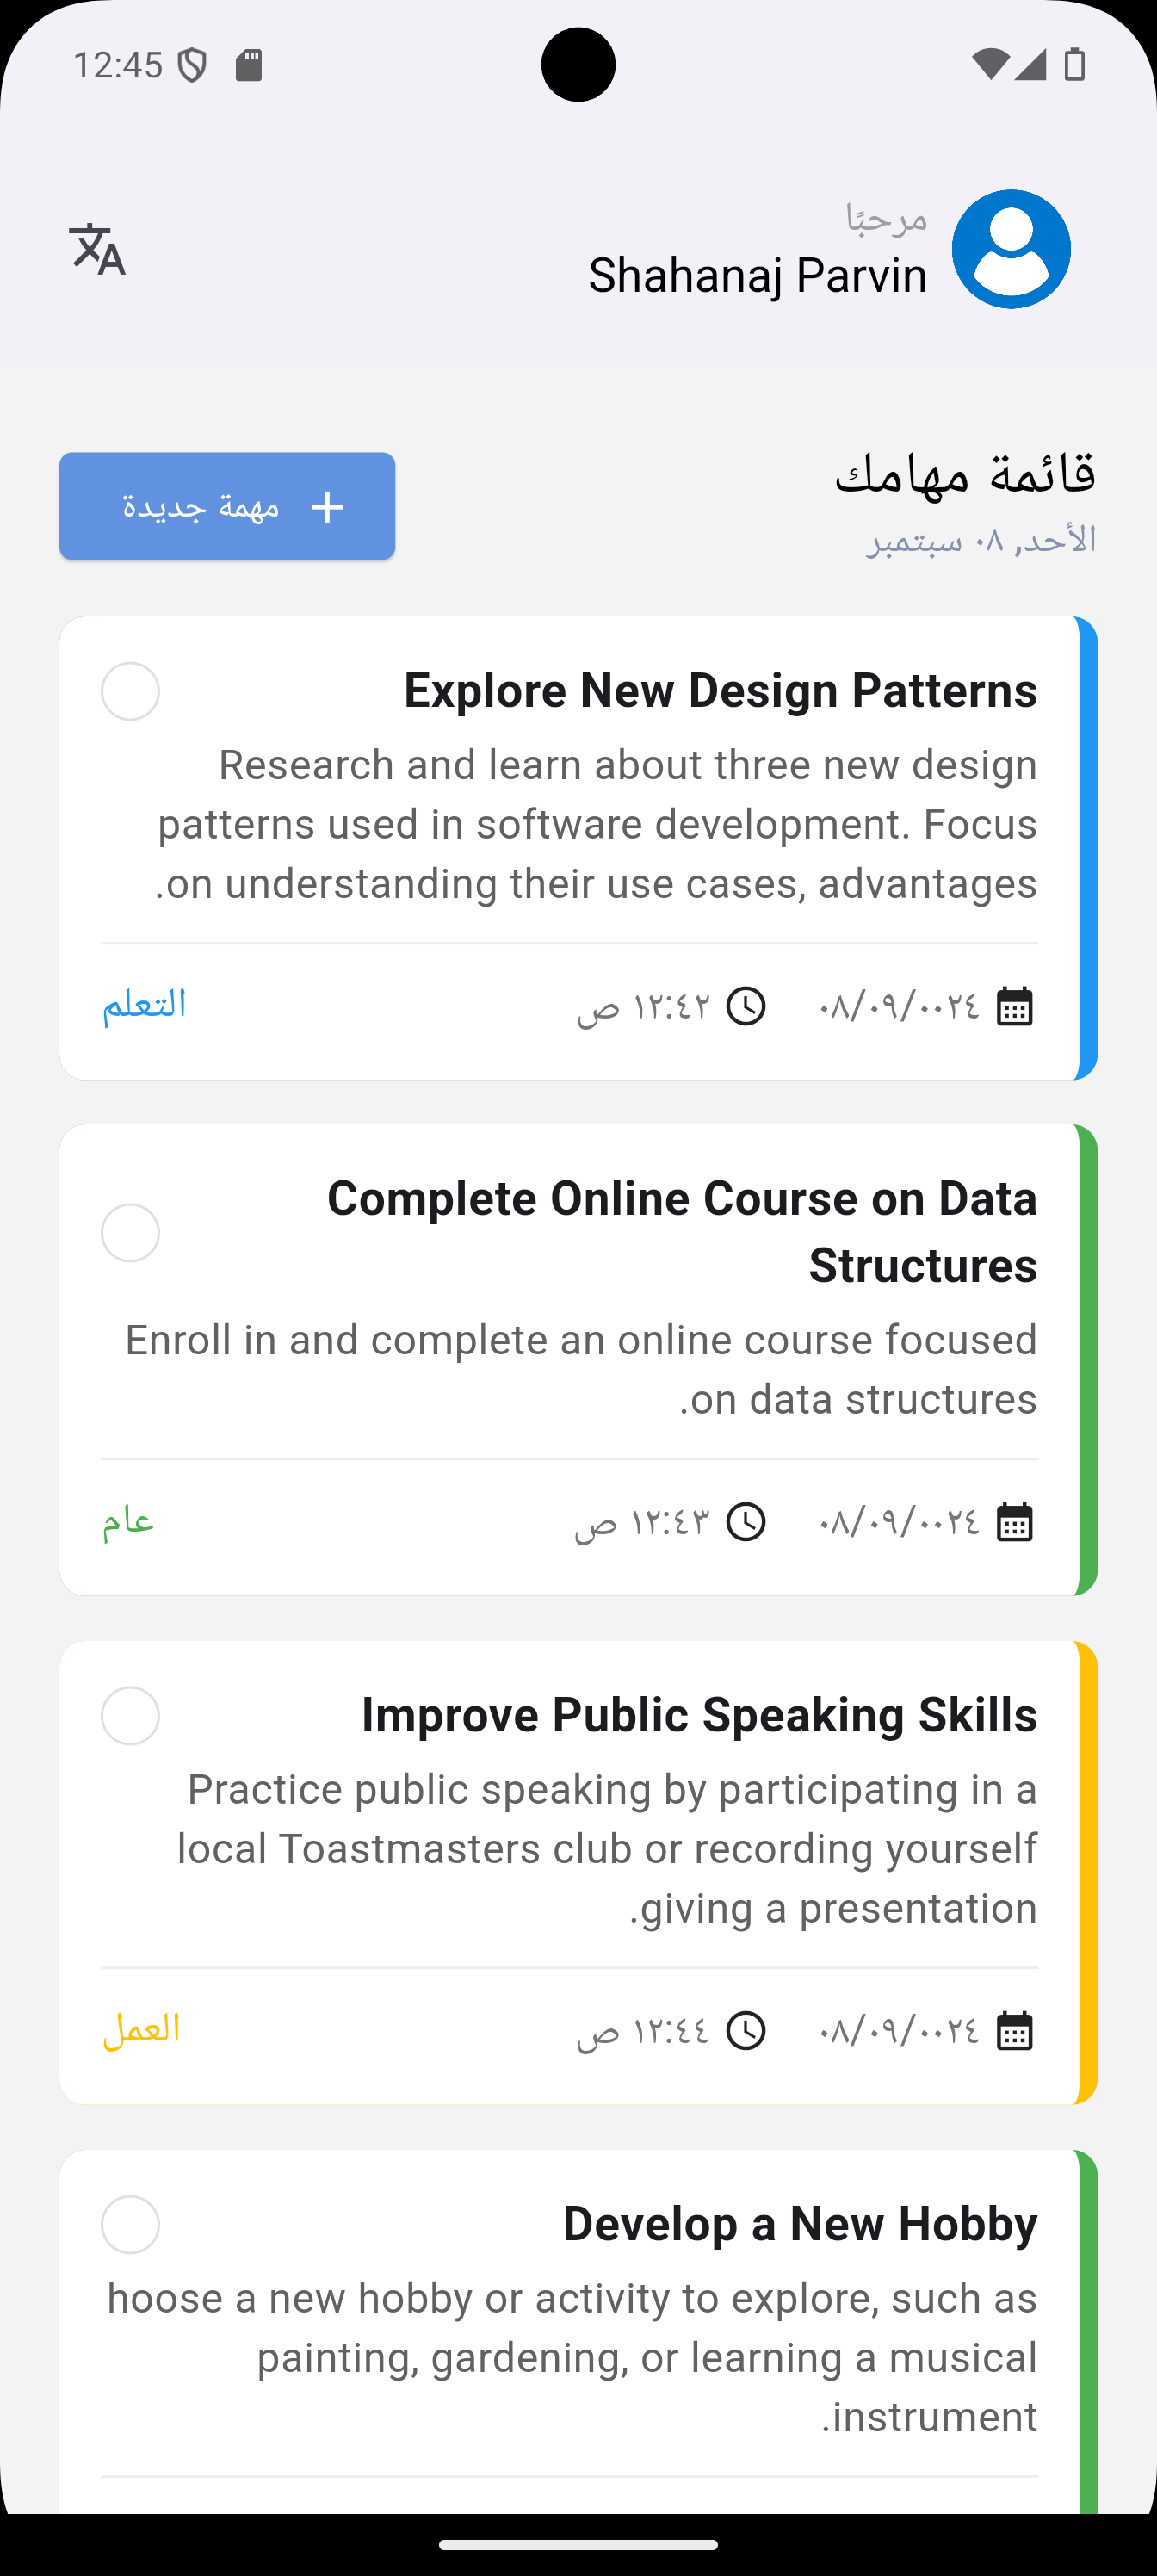 12:45
مرحبًا
Shahanaj Parvin
قائمة مهامك
الأحد, ٠٨ سبتمبر
مهمة جديدة
Explore New Design Patterns
Research and learn about three new design
patterns used in software development. Focus
on understanding their use cases, advantages.
٠٨/٠٩/٠٠٢٤
١٢:٤٢ ص
التعلم
Complete Online Course on Data
Structures
Enroll in and complete an online course focused
on data structures.
٠٨/٠٩/٠٠٢٤
١٢:٤٣ ص
عام
Improve Public Speaking Skills
Practice public speaking by participating in a
local Toastmasters club or recording yourself
giving a presentation.
٠٨/٠٩/٠٠٢٤
١٢:٤٤ ص
العمل
Develop a New Hobby
hoose a new hobby or activity to explore, such as
painting, gardening, or learning a musical
instrument.